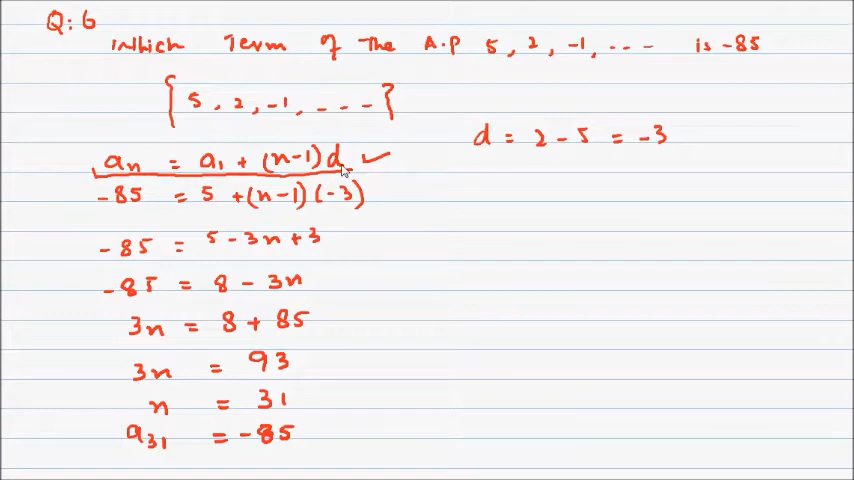 Q: 6
Which Term of The A.P 5, 2, -1, --- is -85
{5, 2, -1, ----}
d = 2 - 5 = -3
an = a1 + (n-1)d ✓
-85 = 5 + (n-1)(-3)
-85 = 5 - 3n + 3
-85 = 8 - 3n
3n = 8 + 85
3n = 93
n = 31
a31 = -85